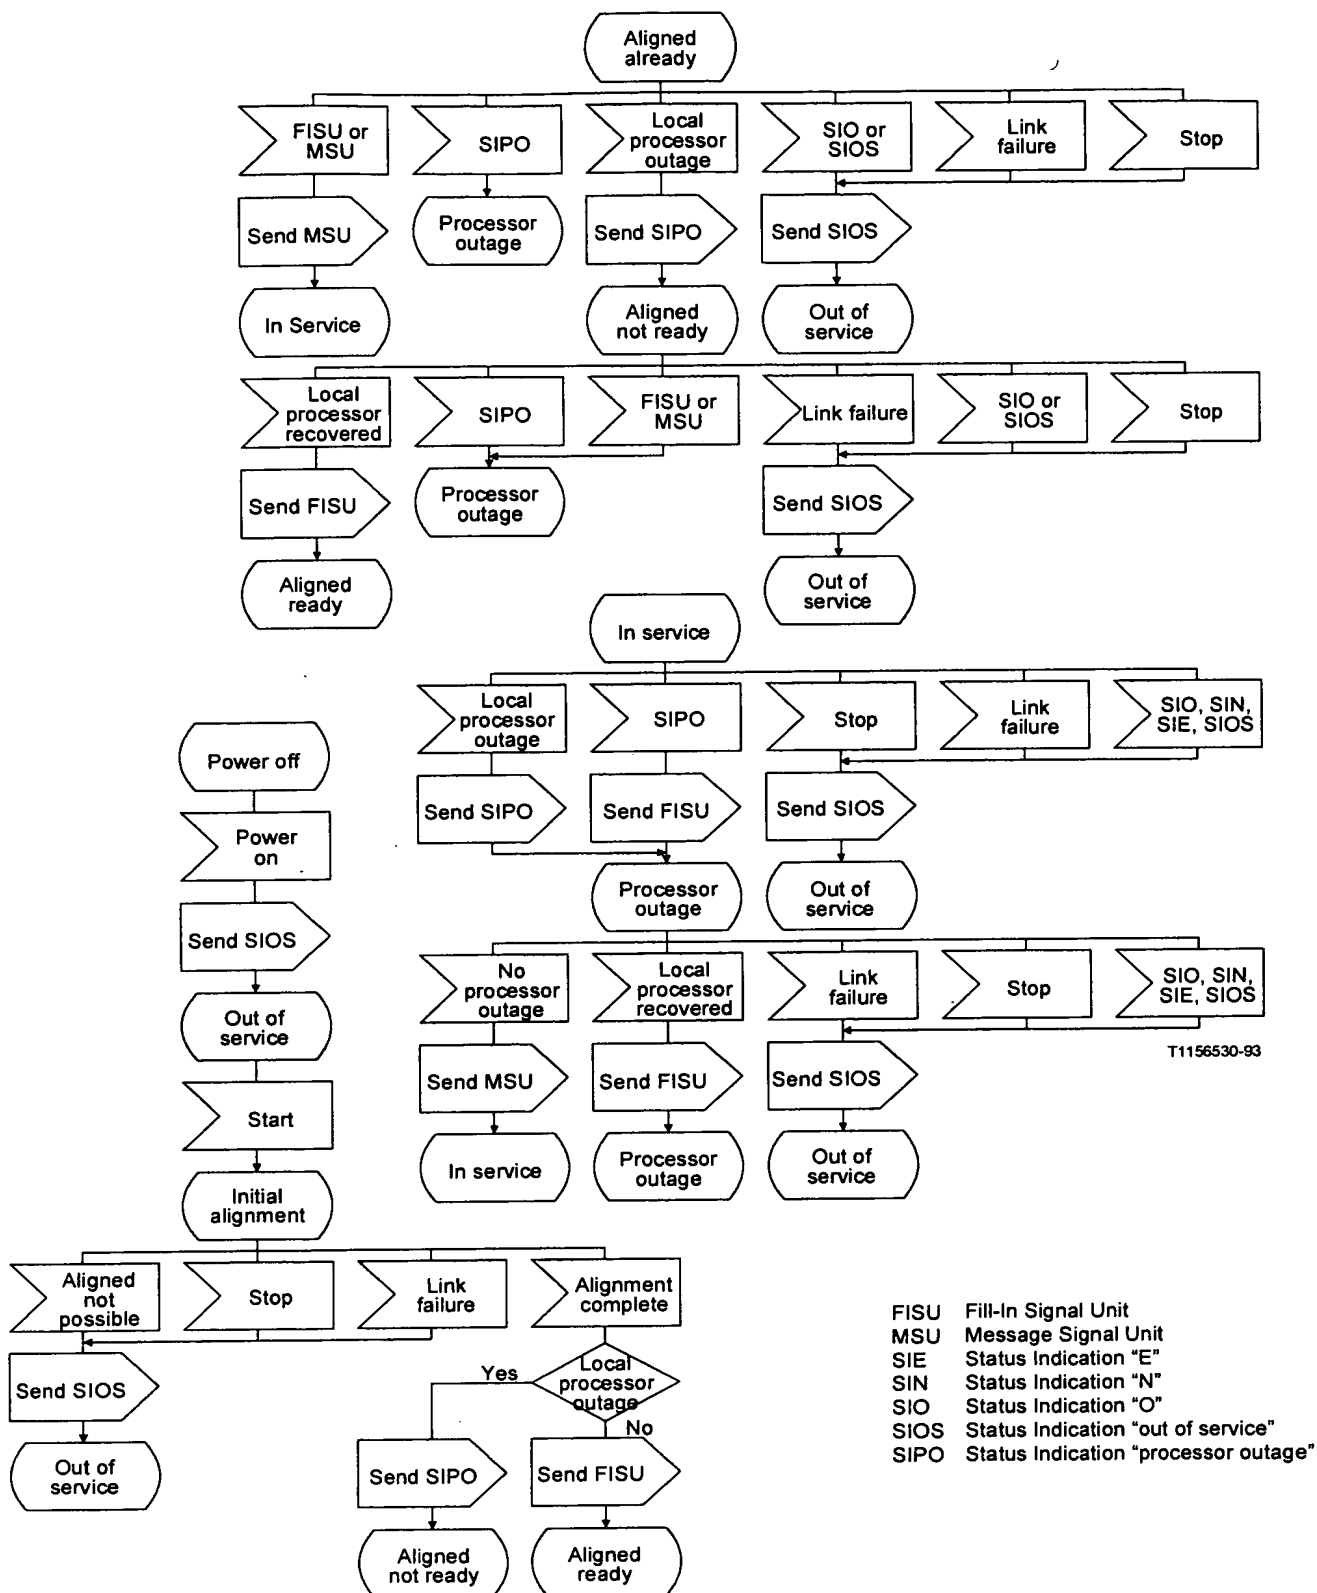 Aligned
already
FISU or
MSU
SIPO
Local
processor
outage
SIO or
SIOS
Link
failure
Stop
Send MSU
Processor
outage
Send SIPO
Send SIOS
In Service
Aligned
not ready
Out of
service
Local
processor
recovered
SIPO
FISU or
MSU
Link failure
SIO or
SIOS
Stop
Send FISU
Processor
outage
Send SIOS
Aligned
ready
Out of
service
In service
Local
processor
outage
SIPO
Stop
Link
failure
SIO, SIN,
SIE, SIOS
Send SIPO
Send FISU
Send SIOS
Processor
outage
Out of
service
No
processor
outage
Local
processor
recovered
Link
failure
Stop
SIO, SIN,
SIE, SIOS
T1156530-93
Send MSU
Send FISU
Send SIOS
In service
Processor
outage
Out of
service
Power off
Power
on
Send SIOS
Out of
service
Start
Initial
alignment
Aligned
not
possible
Stop
Link
failure
Alignment
complete
Send SIOS
Yes
Local
processor
outage
No
Out of
service
Send SIPO
Send FISU
Aligned
not ready
Aligned
ready
FISU Fill-In Signal Unit
MSU Message Signal Unit
SIE Status Indication "E"
SIN Status Indication "N"
SIO Status Indication "O"
SIOS Status Indication "out of service"
SIPO Status Indication "processor outage"